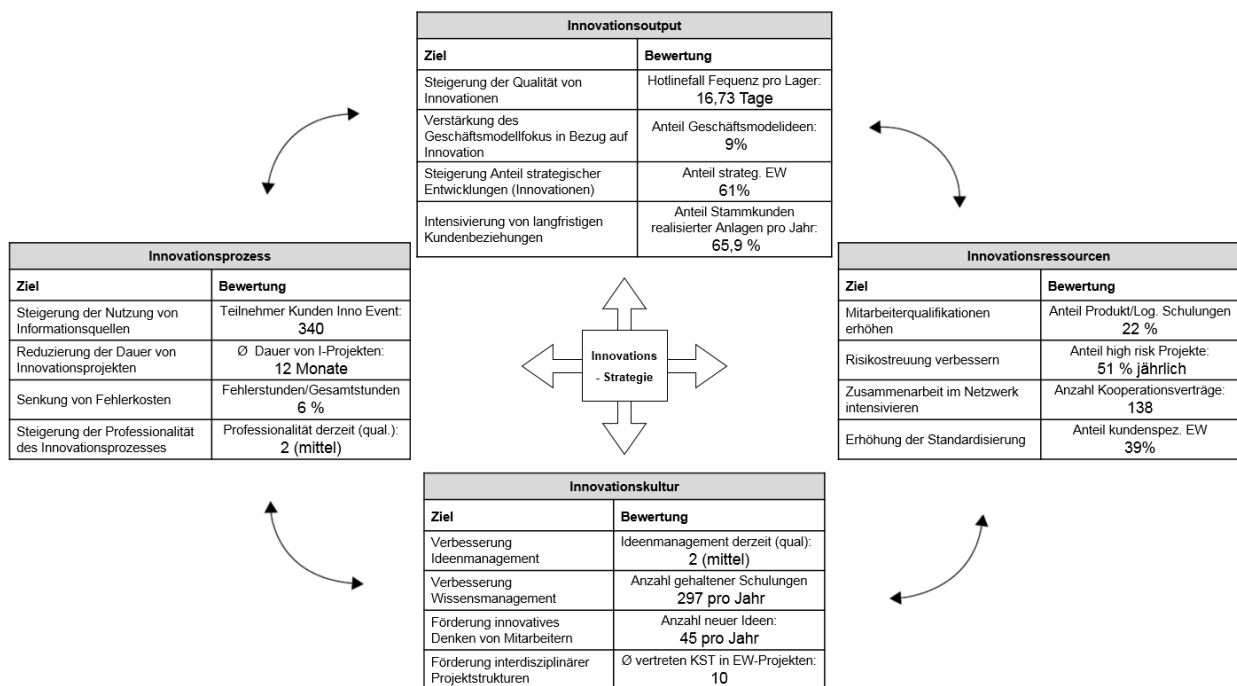 Innovationsoutput
Ziel
Bewertung
Steigerung der Qualität von
Innovationen
Hotlinefall Fequenz pro Lager:
16,73 Tage
Verstärkung des
Geschäftsmodellfokus in Bezug auf
Innovation
Anteil Geschäftsmodelideen:
9%
Steigerung Anteil strategischer
Entwicklungen (Innovationen)
Anteil strateg. EW
61%
Intensivierung von langfristigen
Kundenbeziehungen
Anteil Stammkunden
realisierter Anlagen pro Jahr:
65,9 %
Innovationsprozess
Ziel
Bewertung
Steigerung der Nutzung von
Informationsquellen
Teilnehmer Kunden Inno Event:
340
Reduzierung der Dauer von
Innovationsprojekten
Ø Dauer von I-Projekten:
12 Monate
Senkung von Fehlerkosten
Fehlerstunden/Gesamtstunden
6 %
Steigerung der Professionalität
des Innovationsprozesses
Professionalität derzeit (qual.):
2 (mittel)
Innovations
- Strategie
Innovationsressourcen
Ziel
Bewertung
Mitarbeiterqualifikationen
erhöhen
Anteil Produkt/Log. Schulungen
22 %
Risikostreuung verbessern
Anteil high risk Projekte:
51 % jährlich
Zusammenarbeit im Netzwerk
intensivieren
Anzahl Kooperationsverträge:
138
Erhöhung der Standardisierung
Anteil kundenspez. EW
39%
Innovationskultur
Ziel
Bewertung
Verbesserung
Ideenmanagement
Ideenmanagement derzeit (qual):
2 (mittel)
Verbesserung
Wissensmanagement
Anzahl gehaltener Schulungen
297 pro Jahr
Förderung innovatives
Denken von Mitarbeitern
Anzahl neuer Ideen:
45 pro Jahr
Förderung interdisziplinärer
Projektstrukturen
Ø vertreten KST in EW-Projekten:
10